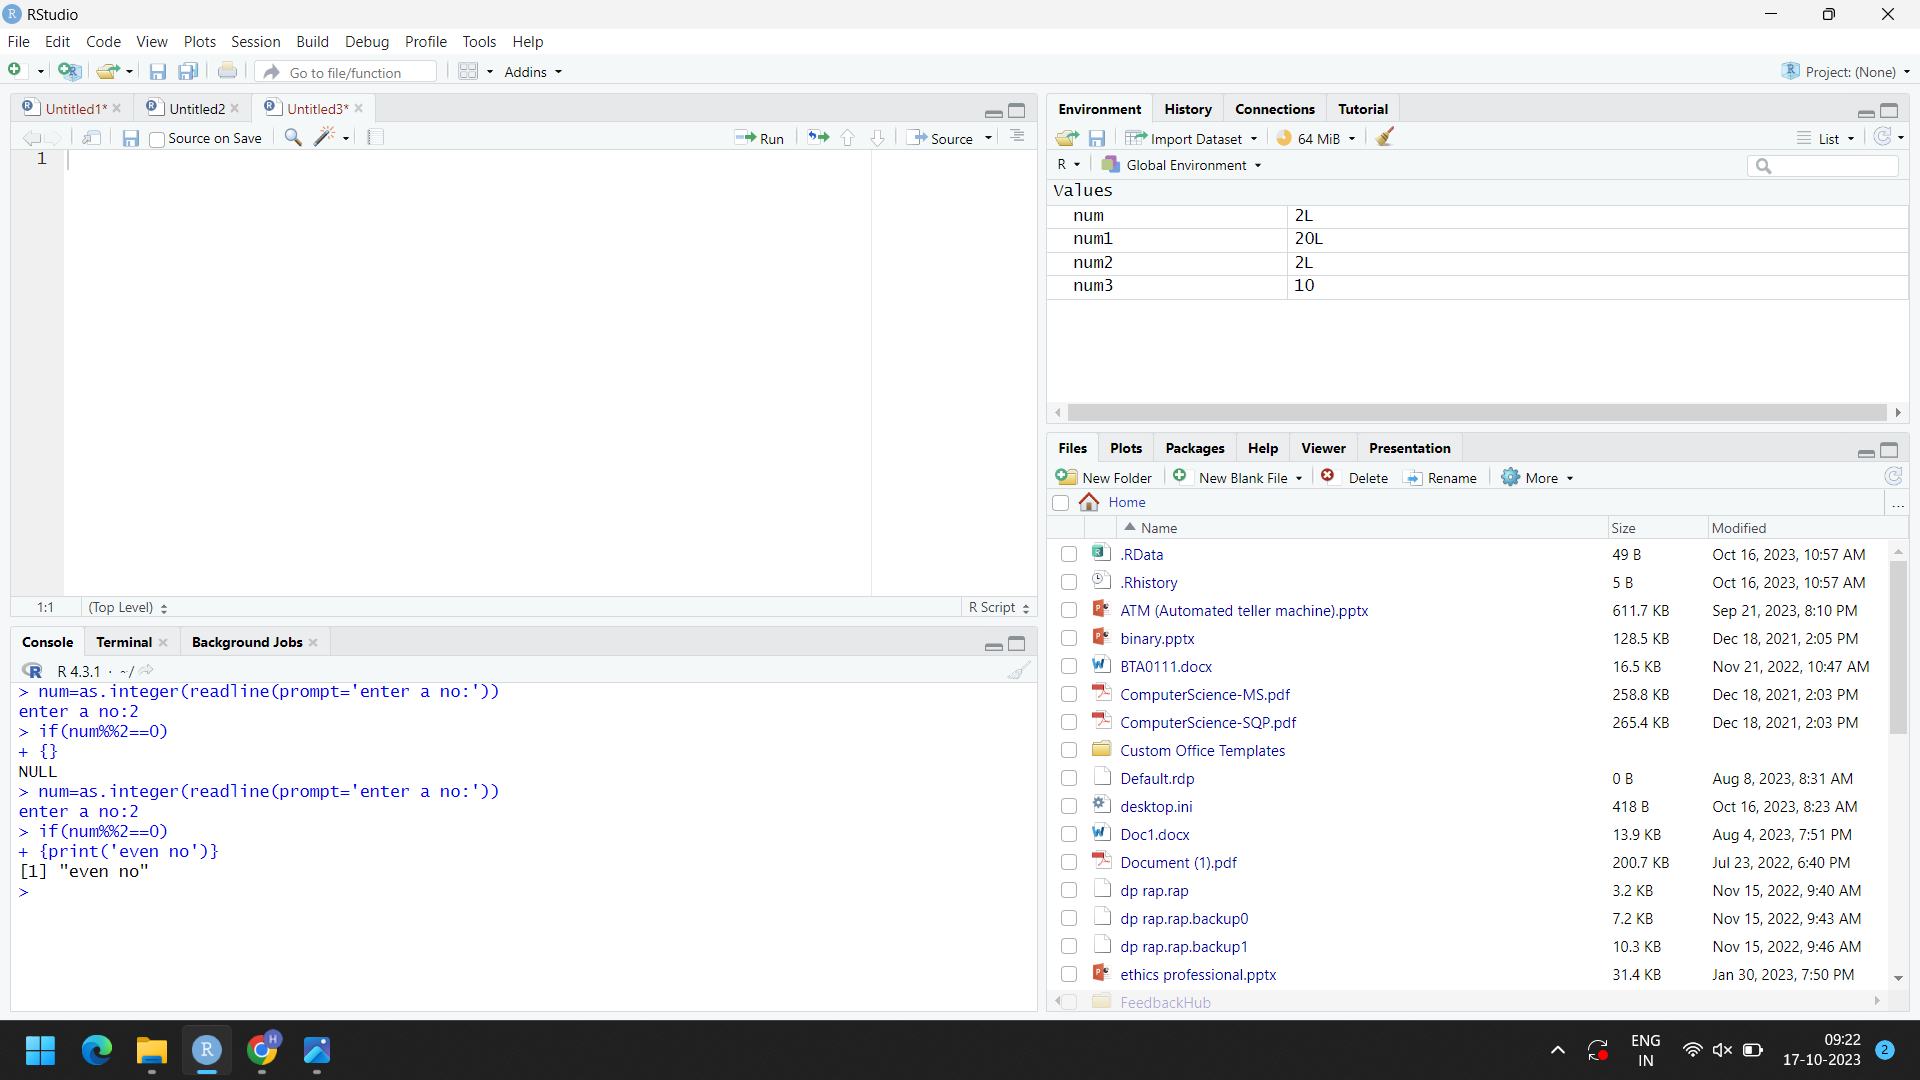 RStudio
File Edit Code View Plots Session Build Debug Profile Tools Help
Go to file/function Addins Project: (None)
Untitled1* Untitled2 Untitled3*
Source on Save Run Source
1
1:1 (Top Level) R Script
Console Terminal Background Jobs
R 4.3.1 · ~/
> num=as.integer(readline(prompt='enter a no:'))
enter a no:2
> if(num%%2==0)
+ {}
NULL
> num=as.integer(readline(prompt='enter a no:'))
enter a no:2
> if(num%%2==0)
+ {print('even no')}
[1] "even no"
>
Environment History Connections Tutorial
Import Dataset 64 MiB List
R Global Environment
Values
num 2L
num1 20L
num2 2L
num3 10
Files Plots Packages Help Viewer Presentation
New Folder New Blank File Delete Rename More
Home ...
Name Size Modified
.RData 49 B Oct 16, 2023, 10:57 AM
.Rhistory 5 B Oct 16, 2023, 10:57 AM
ATM (Automated teller machine).pptx 611.7 KB Sep 21, 2023, 8:10 PM
binary.pptx 128.5 KB Dec 18, 2021, 2:05 PM
BTA0111.docx 16.5 KB Nov 21, 2022, 10:47 AM
ComputerScience-MS.pdf 258.8 KB Dec 18, 2021, 2:03 PM
ComputerScience-SQP.pdf 265.4 KB Dec 18, 2021, 2:03 PM
Custom Office Templates
Default.rdp 0 B Aug 8, 2023, 8:31 AM
desktop.ini 418 B Oct 16, 2023, 8:23 AM
Doc1.docx 13.9 KB Aug 4, 2023, 7:51 PM
Document (1).pdf 200.7 KB Jul 23, 2022, 6:40 PM
dp rap.rap 3.2 KB Nov 15, 2022, 9:40 AM
dp rap.rap.backup0 7.2 KB Nov 15, 2022, 9:43 AM
dp rap.rap.backup1 10.3 KB Nov 15, 2022, 9:46 AM
ethics professional.pptx 31.4 KB Jan 30, 2023, 7:50 PM
FeedbackHub
R H ENG 09:22
IN 17-10-2023 2